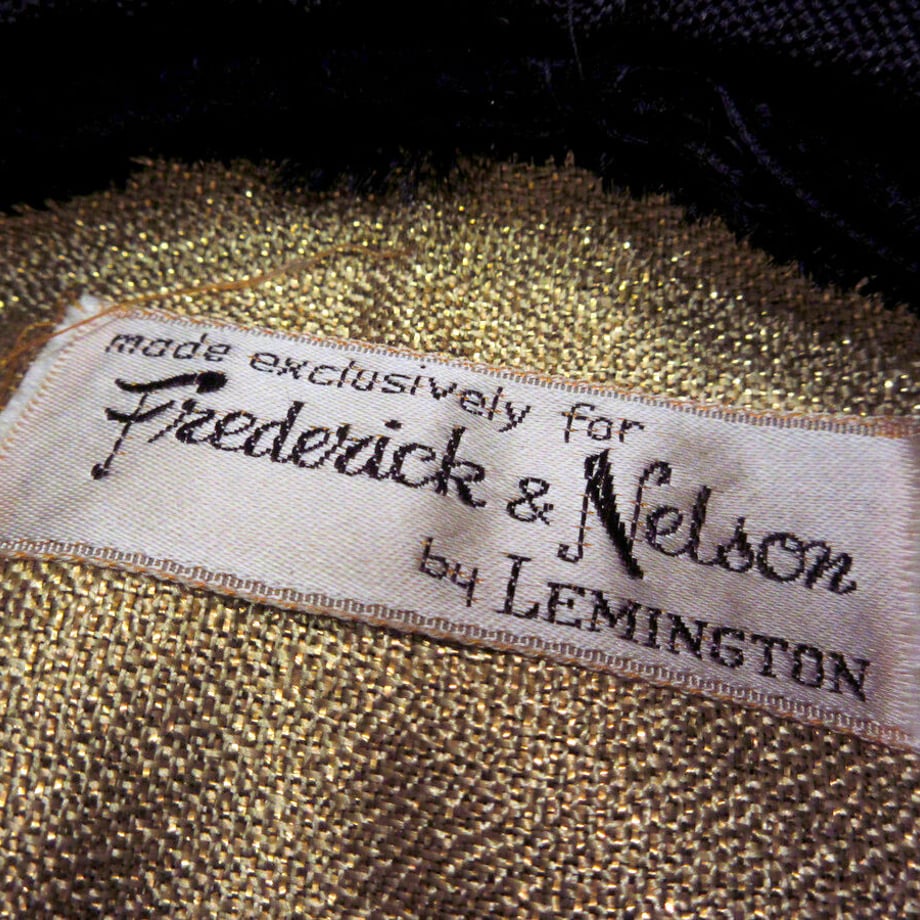 made exclusively for
Frederick & Nelson
by LEMINGTON